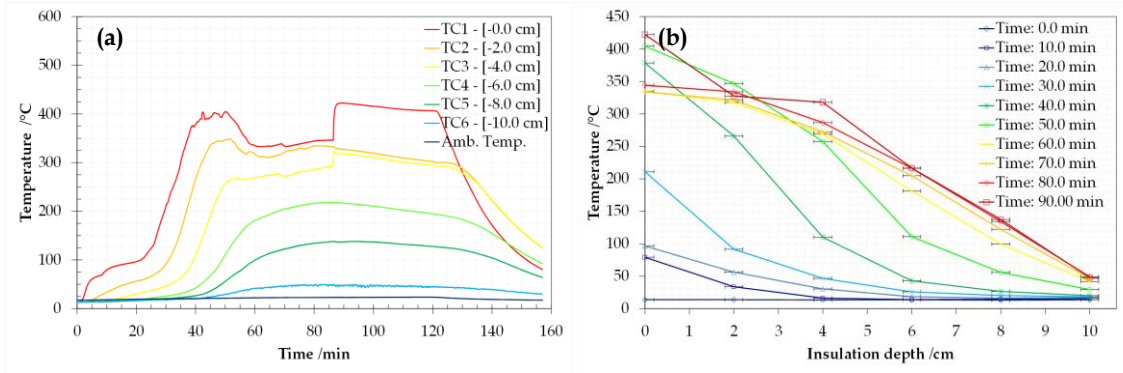 (a)
Temperature /°C
600
500
400
300
200
100
0
TC1 - [-0.0 cm]
TC2 - [-2.0 cm]
TC3 - [-4.0 cm]
TC4 - [-6.0 cm]
TC5 - [-8.0 cm]
TC6 - [-10.0 cm]
Amb. Temp.
0 20 40 60 80 100 120 140 160
Time /min
(b)
Temperature /°C
450
400
350
300
250
200
150
100
50
0
Time: 0.0 min
Time: 10.0 min
Time: 20.0 min
Time: 30.0 min
Time: 40.0 min
Time: 50.0 min
Time: 60.0 min
Time: 70.0 min
Time: 80.0 min
Time: 90.00 min
0 2 4 6 8 10
Insulation depth /cm